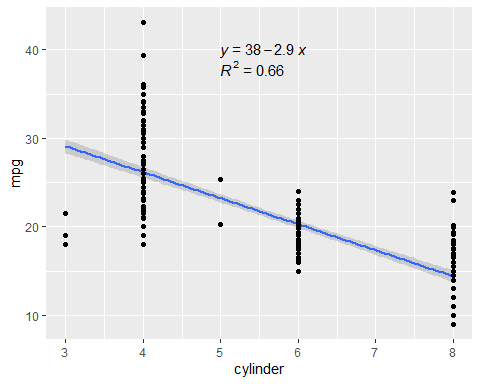 y = 38 − 2.9 x
R² = 0.66
40
30
20
10
mpg
3 4 5 6 7 8
cylinder